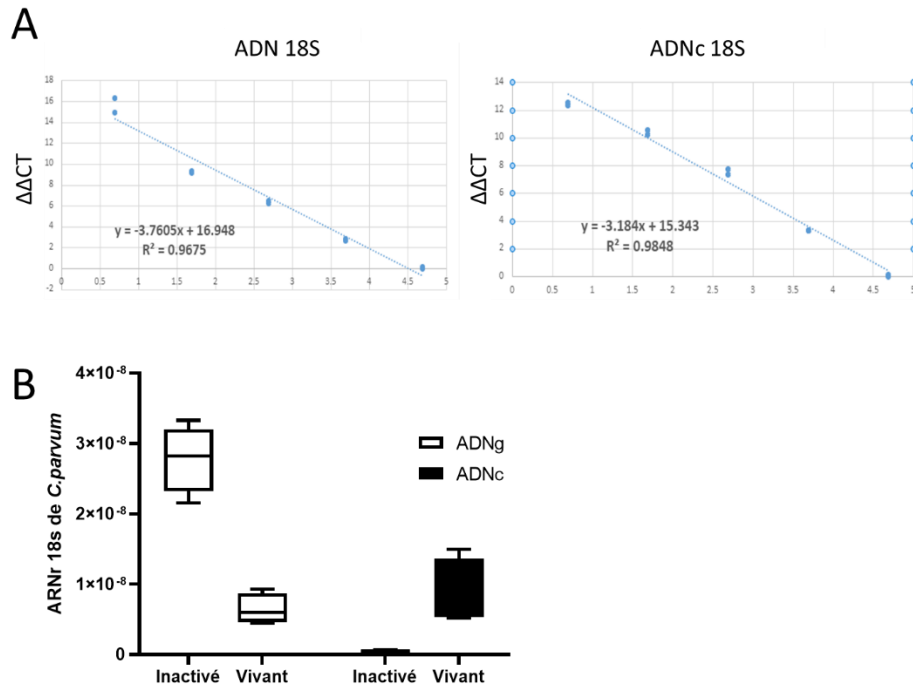 A
ADN 18S
ΔΔCT
18
16
14
12
10
8
6
4
2
0
-2
y = -3.7605x + 16.948
R² = 0.9675
0 0.5 1 1.5 2 2.5 3 3.5 4 4.5 5
ADNc 18S
ΔΔCT
14
12
10
8
6
4
2
0
y = -3.184x + 15.343
R² = 0.9848
0 0.5 1 1.5 2 2.5 3 3.5 4 4.5 5
B
ARNr 18s de C.parvum
4×10⁻⁸
3×10⁻⁸
2×10⁻⁸
1×10⁻⁸
0
ADNg
ADNc
Inactivé Vivant Inactivé Vivant